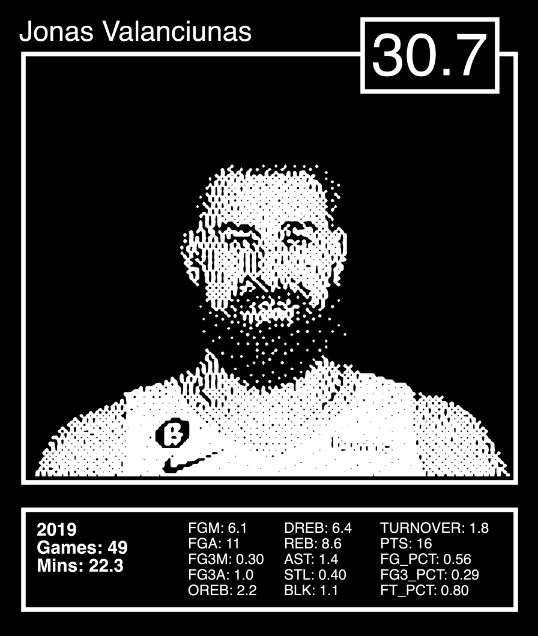 Jonas Valanciunas
30.7
B
2019
Games: 49
Mins: 22.3
FGM: 6.1
FGA: 11
FG3M: 0.30
FG3A: 1.0
OREB: 2.2
DREB: 6.4
REB: 8.6
AST: 1.4
STL: 0.40
BLK: 1.1
TURNOVER: 1.8
PTS: 16
FG_PCT: 0.56
FG3_PCT: 0.29
FT_PCT: 0.80